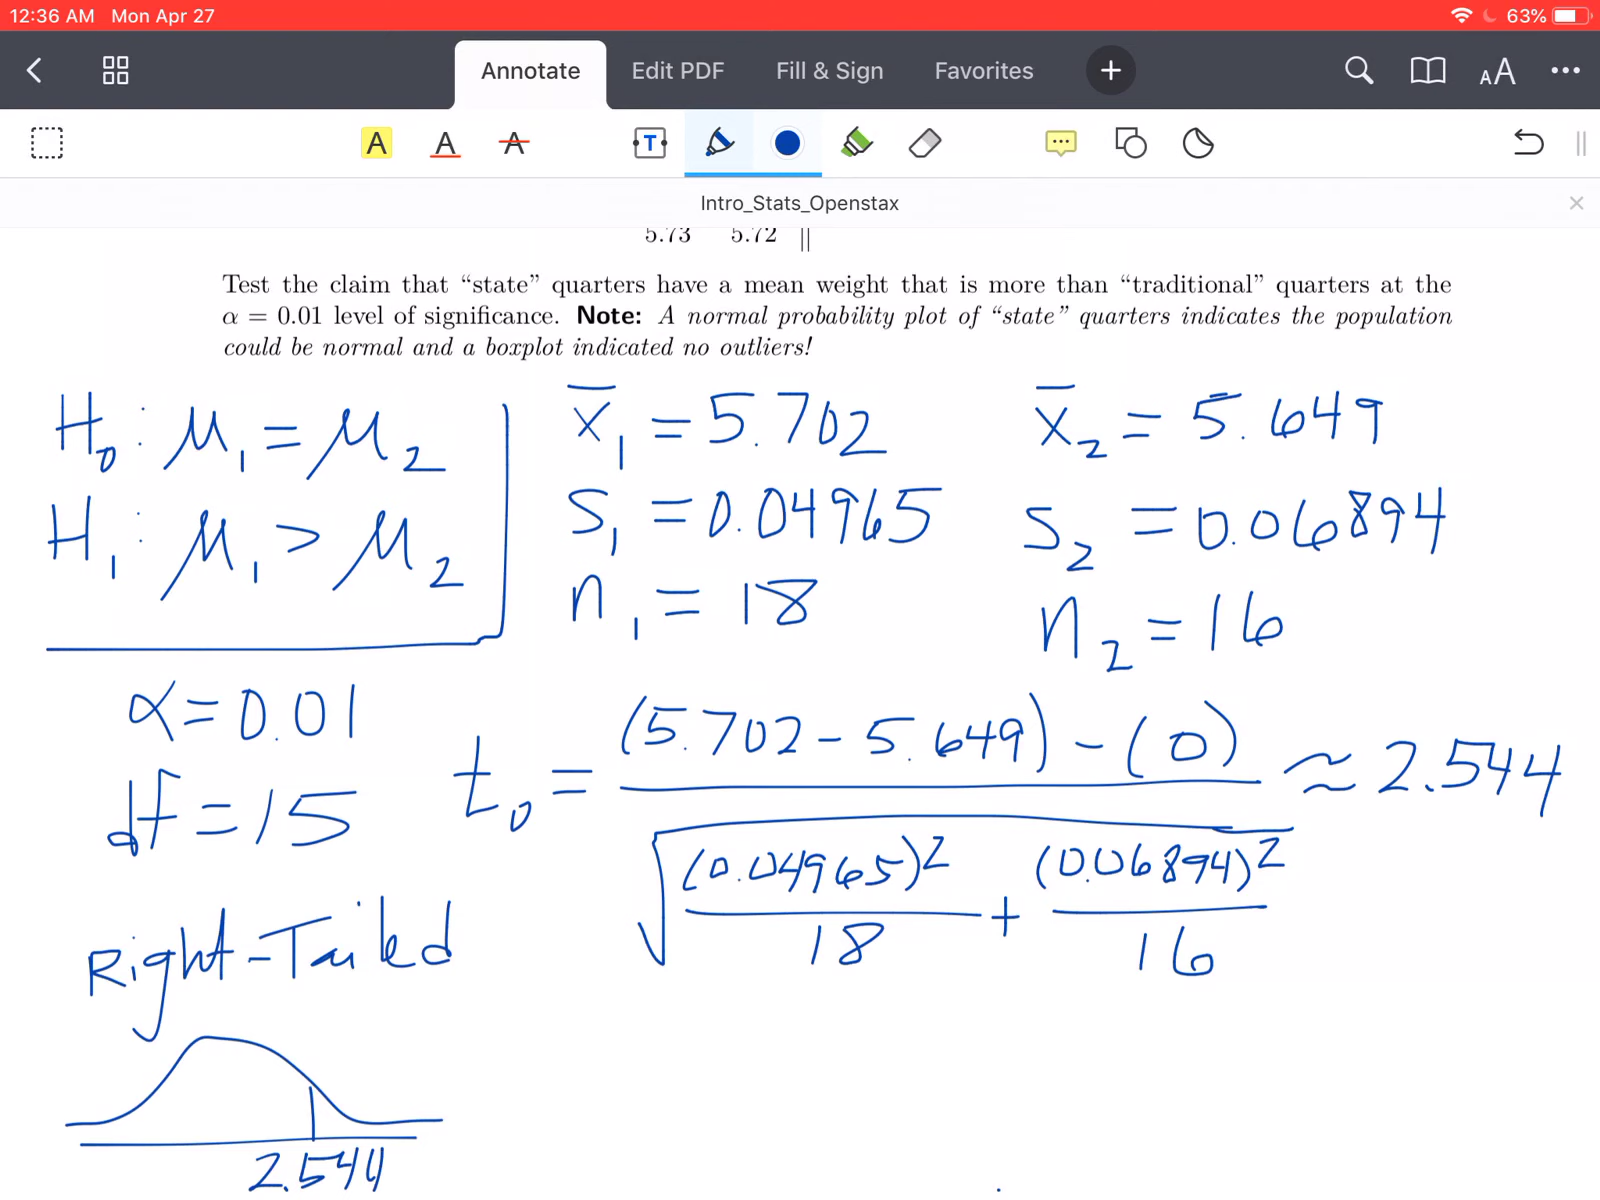 12:36 AM Mon Apr 27 63%
Annotate Edit PDF Fill & Sign Favorites + AA
A A A T
Intro_Stats_Openstax
5.73 5.72 ||
Test the claim that “state” quarters have a mean weight that is more than “traditional” quarters at the
α = 0.01 level of significance. Note: A normal probability plot of “state” quarters indicates the population
could be normal and a boxplot indicated no outliers!
H₀: μ₁ = μ₂
H₁: μ₁ > μ₂
x̄₁ = 5.702
s₁ = 0.04965
n₁ = 18
x̄₂ = 5.649
s₂ = 0.06894
n₂ = 16
α = 0.01
df = 15
Right-Tailed
t₀ = (5.702 - 5.649) - (0) ≈ 2.544
√ (0.04965)² + (0.06894)²
18 16
2.544